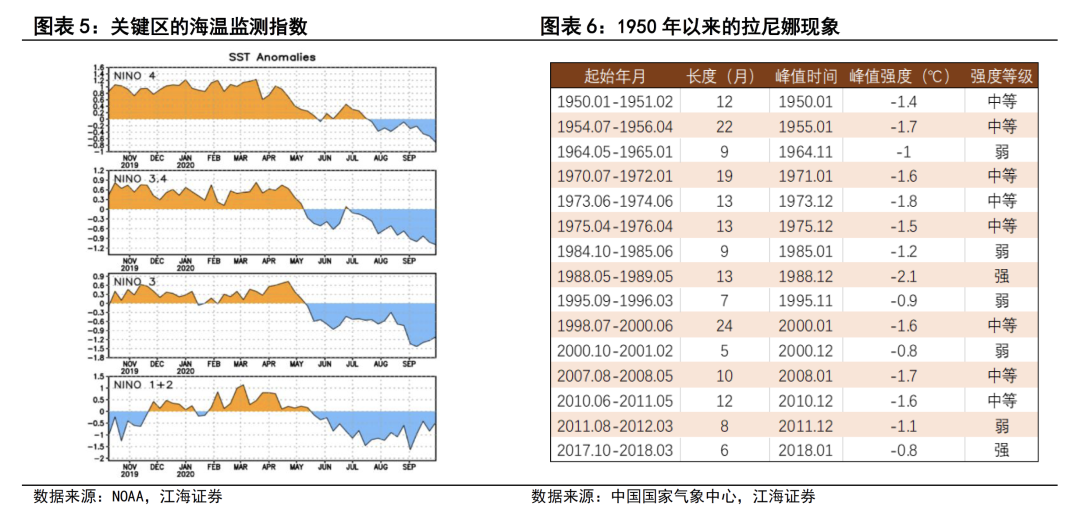 图表 5：关键区的海温监测指数
SST Anomalies
NINO 4
1.6
1.2
0.8
0.6
0.4
0.2
0
-0.2
-0.4
-0.6
-0.8
-1
NOV 2019 DEC JAN 2020 FEB MAR APR MAY JUN JUL AUG SEP
NINO 3.4
1.2
0.9
0.6
0.3
0
-0.3
-0.6
-0.9
-1.2
NOV 2019 DEC JAN 2020 FEB MAR APR MAY JUN JUL AUG SEP
NINO 3
0.9
0.6
0.3
0
-0.3
-0.6
-0.9
-1.2
-1.5
-1.8
NOV 2019 DEC JAN 2020 FEB MAR APR MAY JUN JUL AUG SEP
NINO 1+2
1.5
1
0.5
0
-0.5
-1
-1.5
-2
NOV 2019 DEC JAN 2020 FEB MAR APR MAY JUN JUL AUG SEP
数据来源：NOAA，江海证券
图表 6：1950 年以来的拉尼娜现象
起始年月 长度（月） 峰值时间 峰值强度（℃） 强度等级
1950.01-1951.02 12 1950.01 -1.4 中等
1954.07-1956.04 22 1955.01 -1.7 中等
1964.05-1965.01 9 1964.11 -1 弱
1970.07-1972.01 19 1971.01 -1.6 中等
1973.06-1974.06 13 1973.12 -1.8 中等
1975.04-1976.04 13 1975.12 -1.5 中等
1984.10-1985.06 9 1985.01 -1.2 弱
1988.05-1989.05 13 1988.12 -2.1 强
1995.09-1996.03 7 1995.11 -0.9 弱
1998.07-2000.06 24 2000.01 -1.6 中等
2000.10-2001.02 5 2000.12 -0.8 弱
2007.08-2008.05 10 2008.01 -1.7 中等
2010.06-2011.05 12 2010.12 -1.6 中等
2011.08-2012.03 8 2011.12 -1.1 弱
2017.10-2018.03 6 2018.01 -0.8 强
数据来源：中国国家气象中心，江海证券